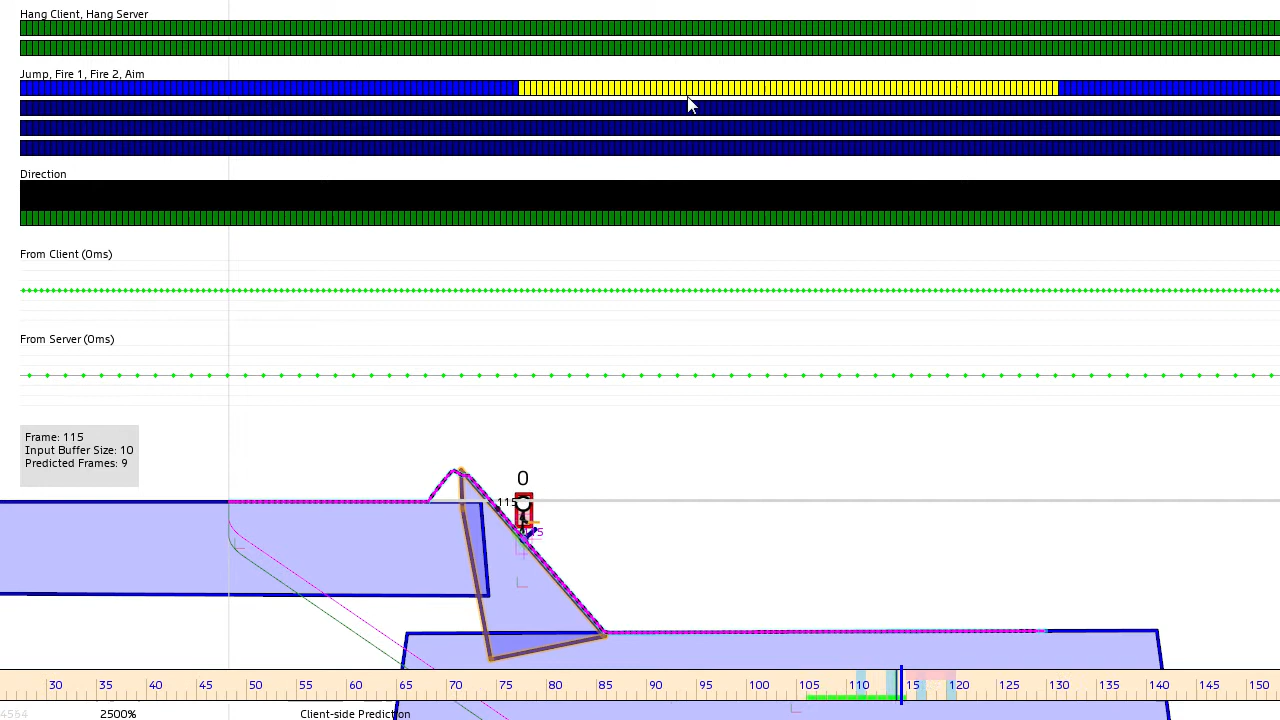 Hang Client, Hang Server
Jump, Fire 1, Fire 2, Aim
Direction
From Client (0ms)
From Server (0ms)
Frame: 115
Input Buffer Size: 10
Predicted Frames: 9
0
115
30 35 40 45 50 55 60 65 70 75 80 85 90 95 100 105 110 115 120 125 130 135 140 145 150
2500% Client-side Prediction